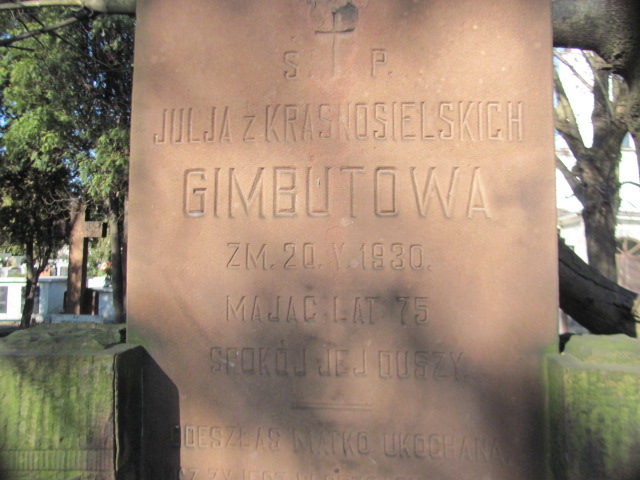 S. P.
JULJA z KRASNOSIELSKICH
GIMBUTOWA
ZM. 20. V. 1930.
MAJĄC LAT 75
SPOKÓJ JEJ DUSZY.
ODESZŁAŚ MATKO UKOCHANA,